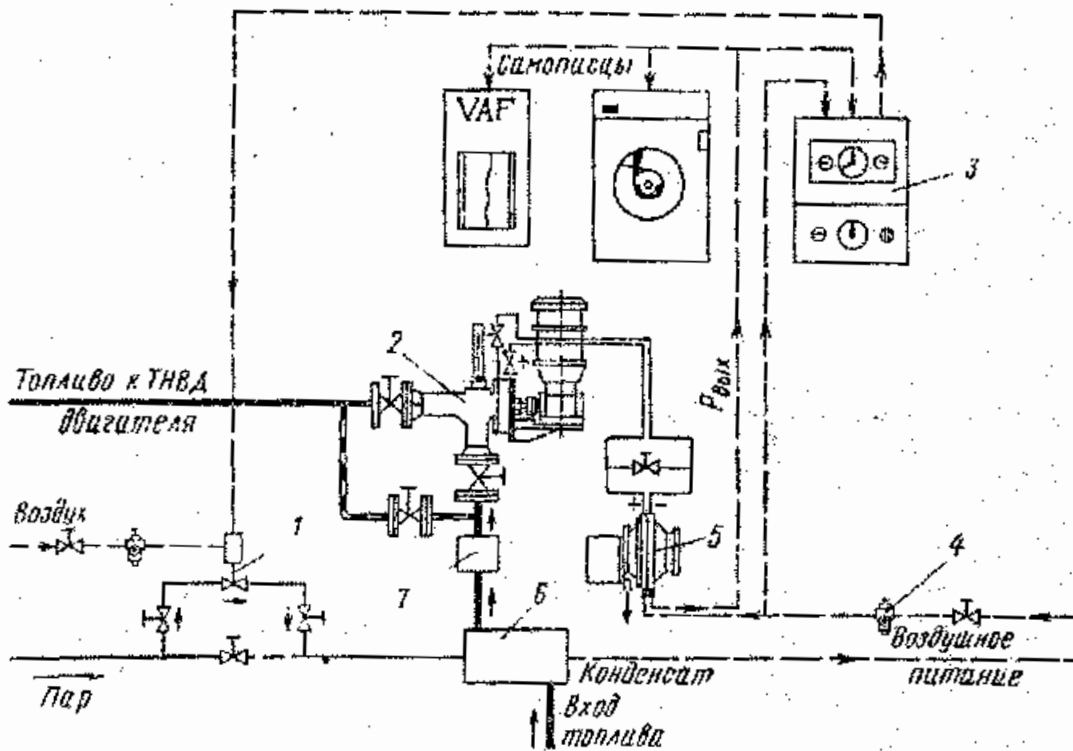 Самописцы
VAF
3
2
Топливо к ТНВД
двигателя
Pвых
Воздух
1
5
4
7
6
Воздушное
питание
Конденсат
Пар
Вход
топлива